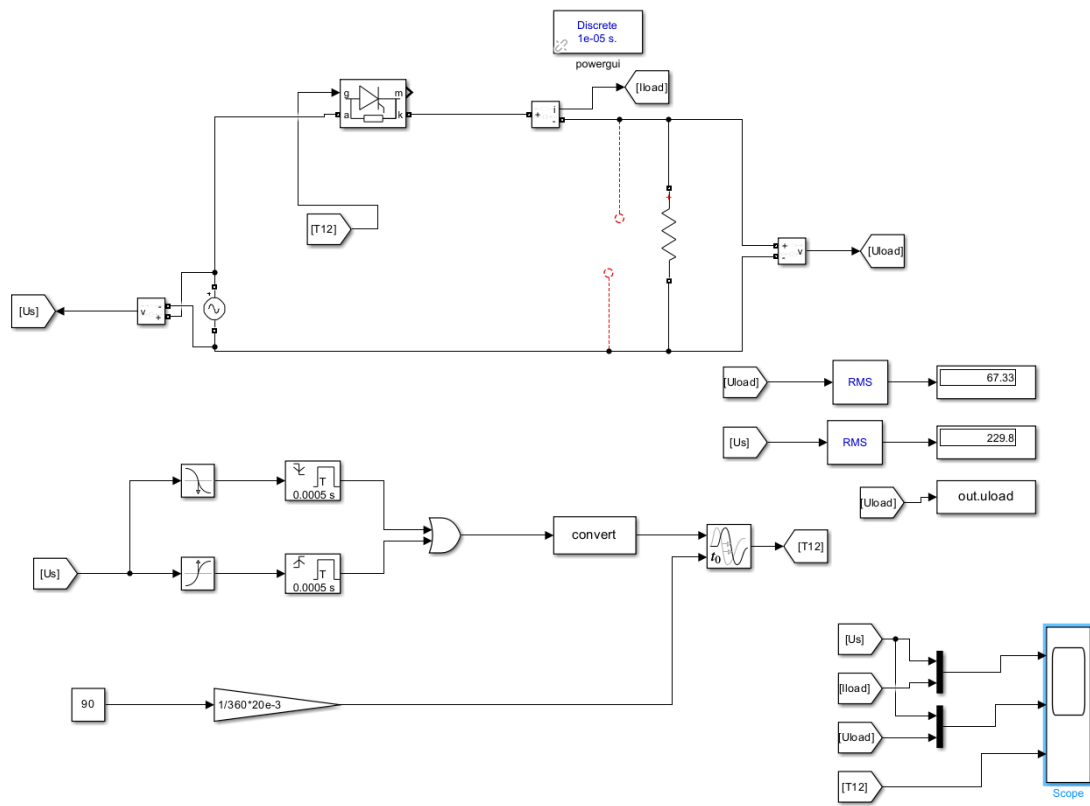 Discrete
1e-05 s.
powergui
g
m
a
k
[T12]
+
i
-
[Iload]
+
-
v
[Uload]
[Us]
v
-
+
[Uload]
RMS
67.33
[Us]
RMS
229.8
[Uload]
out.uload
[Us]
T
0.0005 s
T
0.0005 s
convert
t0
[T12]
90
1/360*20e-3
[Us]
[Iload]
[Uload]
[T12]
Scope